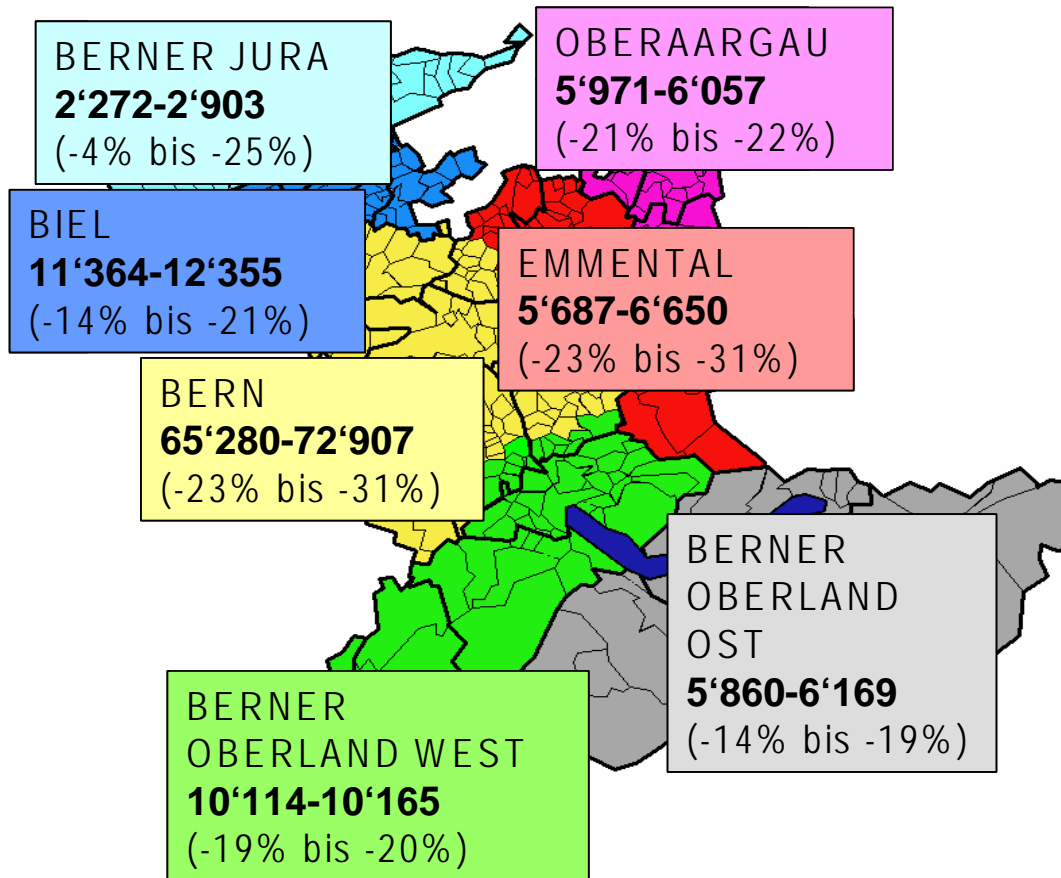 BERNER JURA
2‘272-2‘903
(-4% bis -25%)
OBERAARGAU
5‘971-6‘057
(-21% bis -22%)
BIEL
11‘364-12‘355
(-14% bis -21%)
EMMENTAL
5‘687-6‘650
(-23% bis -31%)
BERN
65‘280-72‘907
(-23% bis -31%)
BERNER
OBERLAND
OST
5‘860-6‘169
(-14% bis -19%)
BERNER
OBERLAND WEST
10‘114-10‘165
(-19% bis -20%)